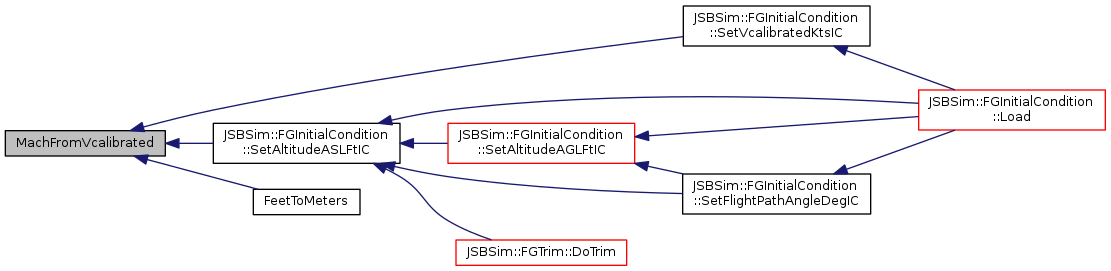 JSBSim::FGInitialCondition
::SetVcalibratedKtsIC
JSBSim::FGInitialCondition
::Load
MachFromVcalibrated
JSBSim::FGInitialCondition
::SetAltitudeASLFtIC
JSBSim::FGInitialCondition
::SetAltitudeAGLFtIC
JSBSim::FGInitialCondition
::SetFlightPathAngleDegIC
FeetToMeters
JSBSim::FGTrim::DoTrim